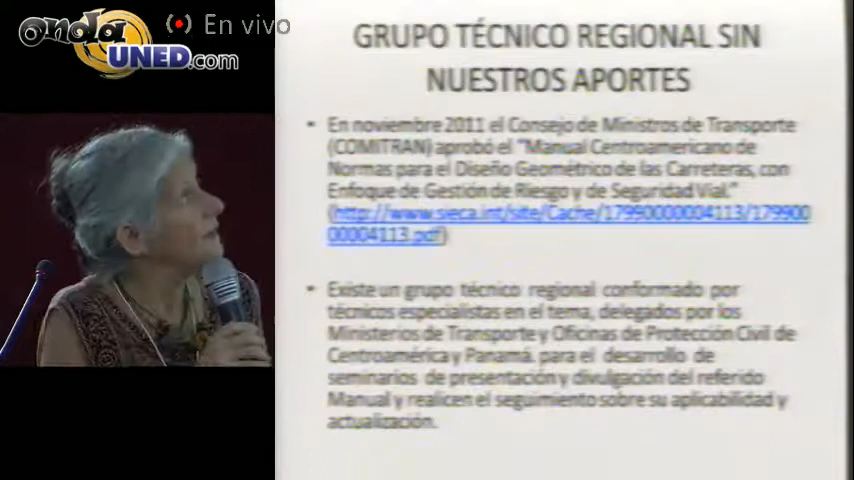 onda
UNED.com
En vivo
GRUPO TÉCNICO REGIONAL SIN
NUESTROS APORTES
• En noviembre 2011 el Consejo de Ministros de Transporte
(COMITRAN) aprobó el "Manual Centroamericano de
Normas para el Diseño Geométrico de las Carreteras, con
Enfoque de Gestión de Riesgo y de Seguridad Vial."
(http://www.sieca.int/site/Cache/17990000004113/179900
00004113.pdf)
• Existe un grupo técnico regional conformado por
técnicos especialistas en el tema, delegados por los
Ministerios de Transporte y Oficinas de Protección Civil de
Centroamérica y Panamá, para el desarrollo de
seminarios de presentación y divulgación del referido
Manual y realicen el seguimiento sobre su aplicabilidad y
actualización.